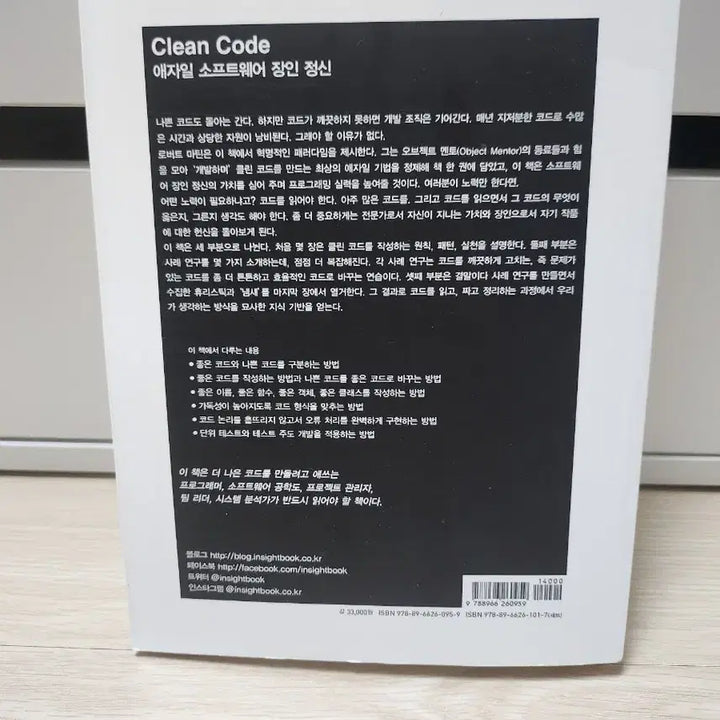 Clean Code
애자일 소프트웨어 장인 정신
나쁜 코드도 돌아는 간다. 하지만 코드가 깨끗하지 못하면 개발 조직은 기어간다. 매년 지저분한 코드로 수많
은 시간과 상당한 자원이 낭비된다. 그래야 할 이유가 없다.
로버트 마틴은 이 책에서 혁명적인 패러다임을 제시한다. 그는 오브젝트 멘토(Object Mentor)의 동료들과 힘
을 모아 '개발하며' 클린 코드를 만드는 최상의 애자일 기법을 정제해 책 한 권에 담았고, 이 책은 소프트웨
어 장인 정신의 가치를 심어 주며 프로그래밍 실력을 높여줄 것이다. 여러분이 노력만 한다면.
어떤 노력이 필요하냐고? 코드를 읽어야 한다. 아주 많은 코드를. 그리고 코드를 읽으면서 그 코드의 무엇이
옳은지, 그른지 생각도 해야 한다. 좀 더 중요하게는 전문가로서 자신이 지니는 가치와 장인으로서 자기 작품
에 대한 헌신을 돌아보게 된다.
이 책은 세 부분으로 나뉜다. 처음 몇 장은 클린 코드를 작성하는 원칙, 패턴, 실천을 설명한다. 둘째 부분은
사례 연구를 몇 가지 소개하는데, 점점 더 복잡해진다. 각 사례 연구는 코드를 깨끗하게 고치는, 즉 문제가
있는 코드를 좀 더 튼튼하고 효율적인 코드로 바꾸는 연습이다. 셋째 부분은 결말이다 사례 연구를 만들면서
수집한 휴리스틱과 '냄새'를 마지막 장에서 열거한다. 그 결과로 코드를 읽고, 짜고 정리하는 과정에서 우리
가 생각하는 방식을 묘사한 지식 기반을 얻는다.
이 책에서 다루는 내용
• 좋은 코드와 나쁜 코드를 구분하는 방법
• 좋은 코드를 작성하는 방법과 나쁜 코드를 좋은 코드로 바꾸는 방법
• 좋은 이름, 좋은 함수, 좋은 객체, 좋은 클래스를 작성하는 방법
• 가독성이 높아지도록 코드 형식을 맞추는 방법
• 코드 논리를 흩뜨리지 않고서 오류 처리를 완벽하게 구현하는 방법
• 단위 테스트와 테스트 주도 개발을 적용하는 방법
이 책은 더 나은 코드를 만들려고 애쓰는
프로그래머, 소프트웨어 공학도, 프로젝트 관리자,
팀 리더, 시스템 분석가가 반드시 읽어야 할 책이다.
블로그 http://blog.insightbook.co.kr
페이스북 http://facebook.com/insightbook
트위터 @insightbook
인스타그램 @insightbook.co.kr
14000
9 788966 260959
값 33,000원 ISBN 978-89-6626-095-9 ISBN 978-89-6626-101-7(세트)